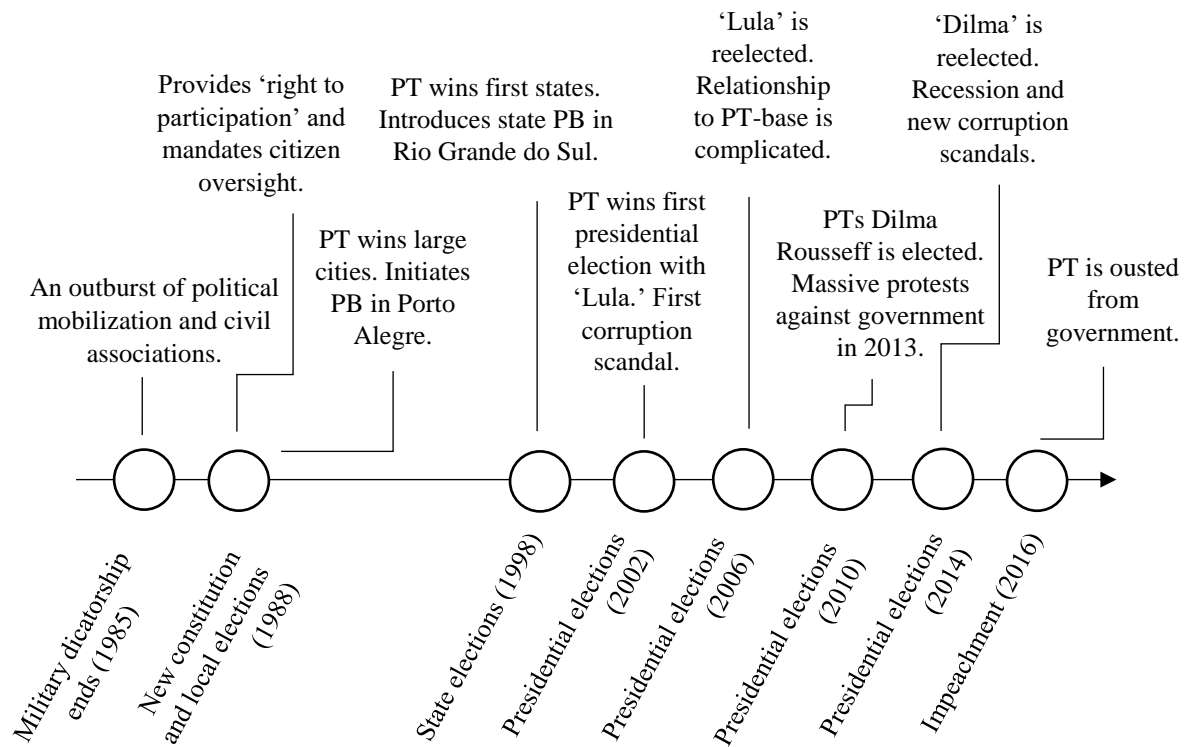 An outburst of political
mobilization and civil
associations.
Provides ‘right to
participation’ and
mandates citizen
oversight.
PT wins large
cities. Initiates
PB in Porto
Alegre.
PT wins first states.
Introduces state PB in
Rio Grande do Sul.
PT wins first
presidential
election with
‘Lula.’ First
corruption
scandal.
‘Lula’ is
reelected.
Relationship
to PT-base is
complicated.
PTs Dilma
Rousseff is elected.
Massive protests
against government
in 2013.
‘Dilma’ is
reelected.
Recession and
new corruption
scandals.
PT is ousted
from
government.
Military dicatorship
ends (1985)
New constitution
and local elections
(1988)
State elections (1998)
Presidential elections
(2002)
Presidential elections
(2006)
Presidential elections
(2010)
Presidential elections
(2014)
Impeachment (2016)